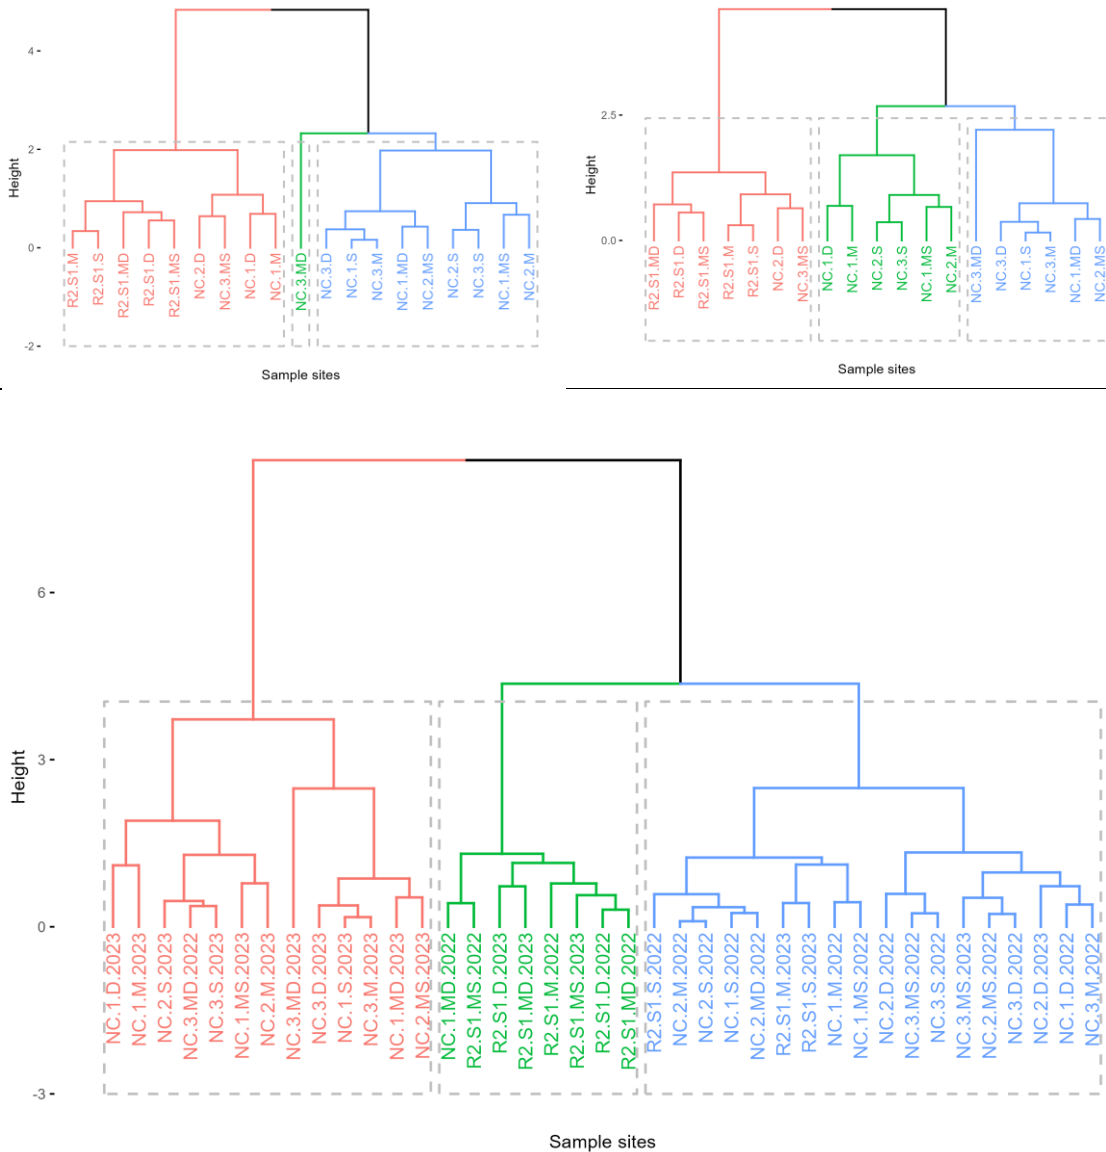 4
2
0
-2
Height
R2.S1.M
R2.S1.S
R2.S1.MD
R2.S1.D
R2.S1.MS
NC.2.D
NC.3.MS
NC.1.D
NC.1.M
NC.3.MD
NC.3.D
NC.1.S
NC.3.M
NC.1.MD
NC.2.MS
NC.2.S
NC.3.S
NC.1.MS
NC.2.M
Sample sites
2.5
0.0
Height
R2.S1.MD
R2.S1.D
R2.S1.MS
R2.S1.M
R2.S1.S
NC.2.D
NC.3.MS
NC.1.D
NC.1.M
NC.2.S
NC.3.S
NC.1.MS
NC.2.M
NC.3.MD
NC.3.D
NC.1.S
NC.3.M
NC.1.MD
NC.2.MS
Sample sites
6
3
0
-3
Height
NC.1.D.2023
NC.1.M.2023
NC.2.S.2023
NC.3.MD.2022
NC.3.S.2023
NC.1.MS.2023
NC.2.M.2023
NC.3.MD.2023
NC.3.D.2023
NC.1.S.2023
NC.3.M.2023
NC.1.MD.2023
NC.2.MS.2023
NC.1.MD.2022
R2.S1.MS.2022
R2.S1.D.2023
R2.S1.MD.2023
R2.S1.M.2022
R2.S1.MS.2023
R2.S1.D.2022
R2.S1.MD.2022
R2.S1.S.2022
NC.2.M.2022
NC.2.S.2022
NC.1.S.2022
NC.2.MD.2022
R2.S1.M.2023
R2.S1.S.2023
NC.1.M.2022
NC.1.MS.2022
NC.2.D.2022
NC.3.MS.2022
NC.3.S.2022
NC.3.MS.2023
NC.2.MS.2022
NC.3.D.2022
NC.2.D.2023
NC.1.D.2022
NC.3.M.2022
Sample sites